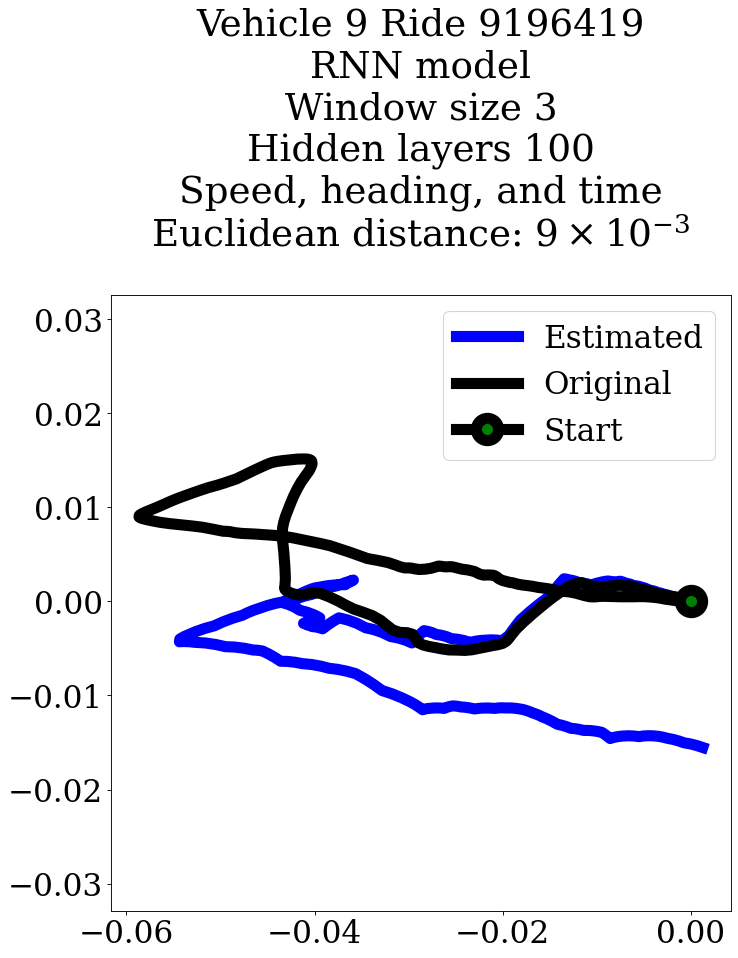 Vehicle 9 Ride 9196419
RNN model
Window size 3
Hidden layers 100
Speed, heading, and time
Euclidean distance: 9 × 10⁻³
Estimated
Original
Start
0.03
0.02
0.01
0.00
−0.01
−0.02
−0.03
−0.06
−0.04
−0.02
0.00